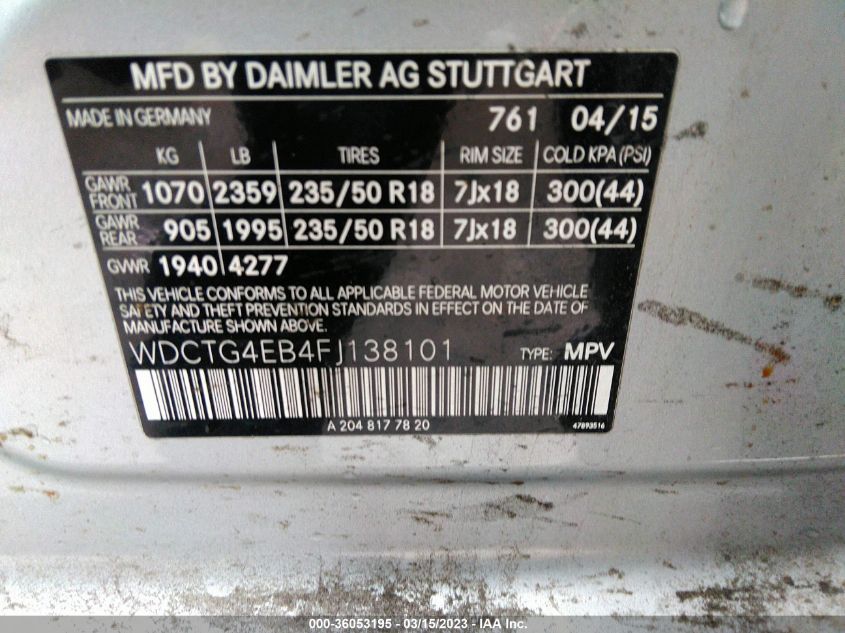 MFD BY DAIMLER AG STUTTGART
MADE IN GERMANY 761 04/15
KG LB TIRES RIM SIZE COLD KPA (PSI)
GAWR FRONT 1070 2359 235/50 R18 7Jx18 300(44)
GAWR REAR 905 1995 235/50 R18 7Jx18 300(44)
GVWR 1940 4277
THIS VEHICLE CONFORMS TO ALL APPLICABLE FEDERAL MOTOR VEHICLE
SAFETY AND THEFT PREVENTION STANDARDS IN EFFECT ON THE DATE OF
MANUFACTURE SHOWN ABOVE.
WDCTG4EB4FJ138101 TYPE: MPV
A 204 817 78 20 47893516
000-36053195 - 03/15/2023 - IAA Inc.